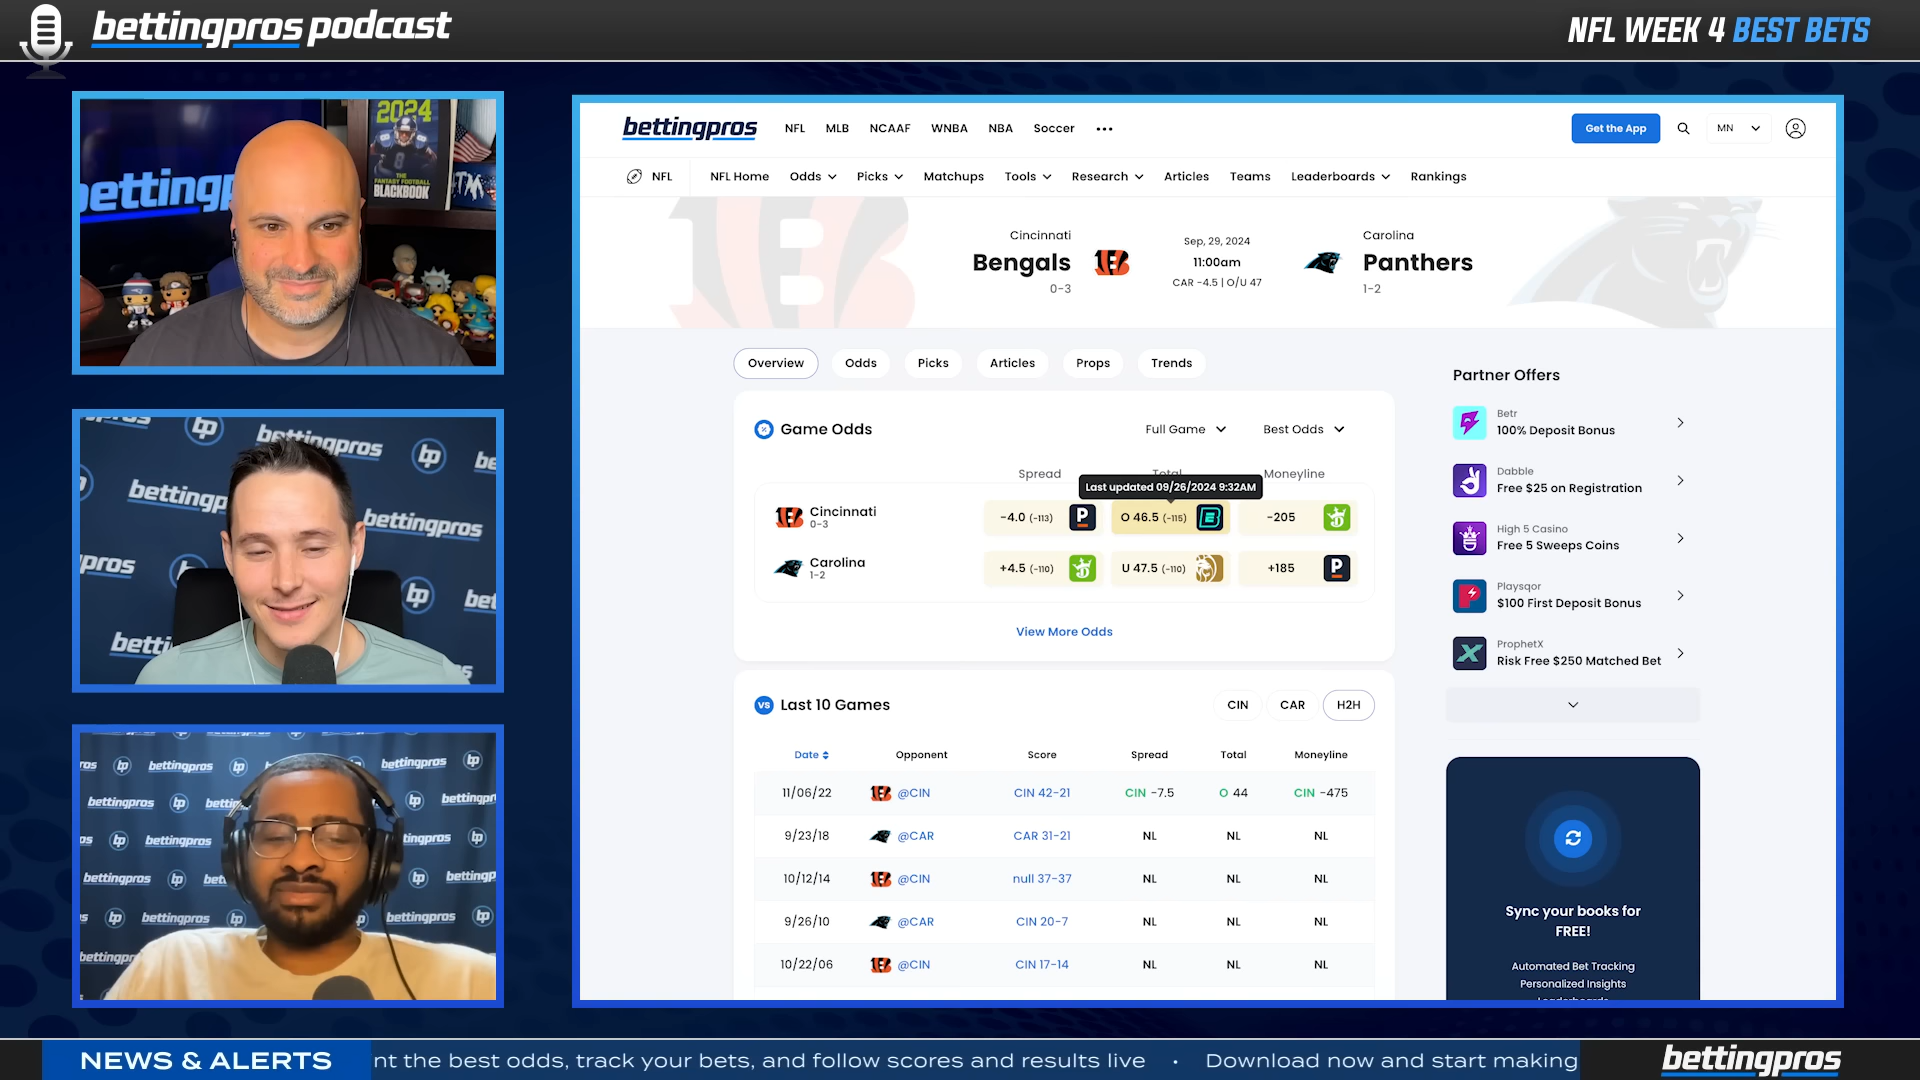 bettingpros podcast
NFL WEEK 4 BEST BETS
2024
THE FANTASY FOOTBALL
BLACKBOOK
bettingpros
NFL MLB NCAAF WNBA NBA Soccer •••
Get the App
MN
NFL
NFL Home Odds Picks Matchups Tools Research Articles Teams Leaderboards Rankings
Cincinnati
Bengals
0-3
Sep, 29, 2024
11:00am
CAR -4.5 | O/U 47
Carolina
Panthers
1-2
Overview Odds Picks Articles Props Trends
Game Odds
Full Game Best Odds
Spread Total Moneyline
Last updated 09/26/2024 9:32AM
Cincinnati
0-3
-4.0 (-113) O 46.5 (-115) -205
Carolina
1-2
+4.5 (-110) U 47.5 (-110) +185
View More Odds
VS Last 10 Games
CIN CAR H2H
Date Opponent Score Spread Total Moneyline
11/06/22 @CIN CIN 42-21 CIN -7.5 O 44 CIN -475
9/23/18 @CAR CAR 31-21 NL NL NL
10/12/14 @CIN null 37-37 NL NL NL
9/26/10 @CAR CIN 20-7 NL NL NL
10/22/06 @CIN CIN 17-14 NL NL NL
Partner Offers
Betr
100% Deposit Bonus
Dabble
Free $25 on Registration
High 5 Casino
Free 5 Sweeps Coins
Playsqor
$100 First Deposit Bonus
ProphetX
Risk Free $250 Matched Bet
Sync your books for
FREE!
Automated Bet Tracking
Personalized Insights
Leaderboards
NEWS & ALERTS
nt the best odds, track your bets, and follow scores and results live • Download now and start making
bettingpros